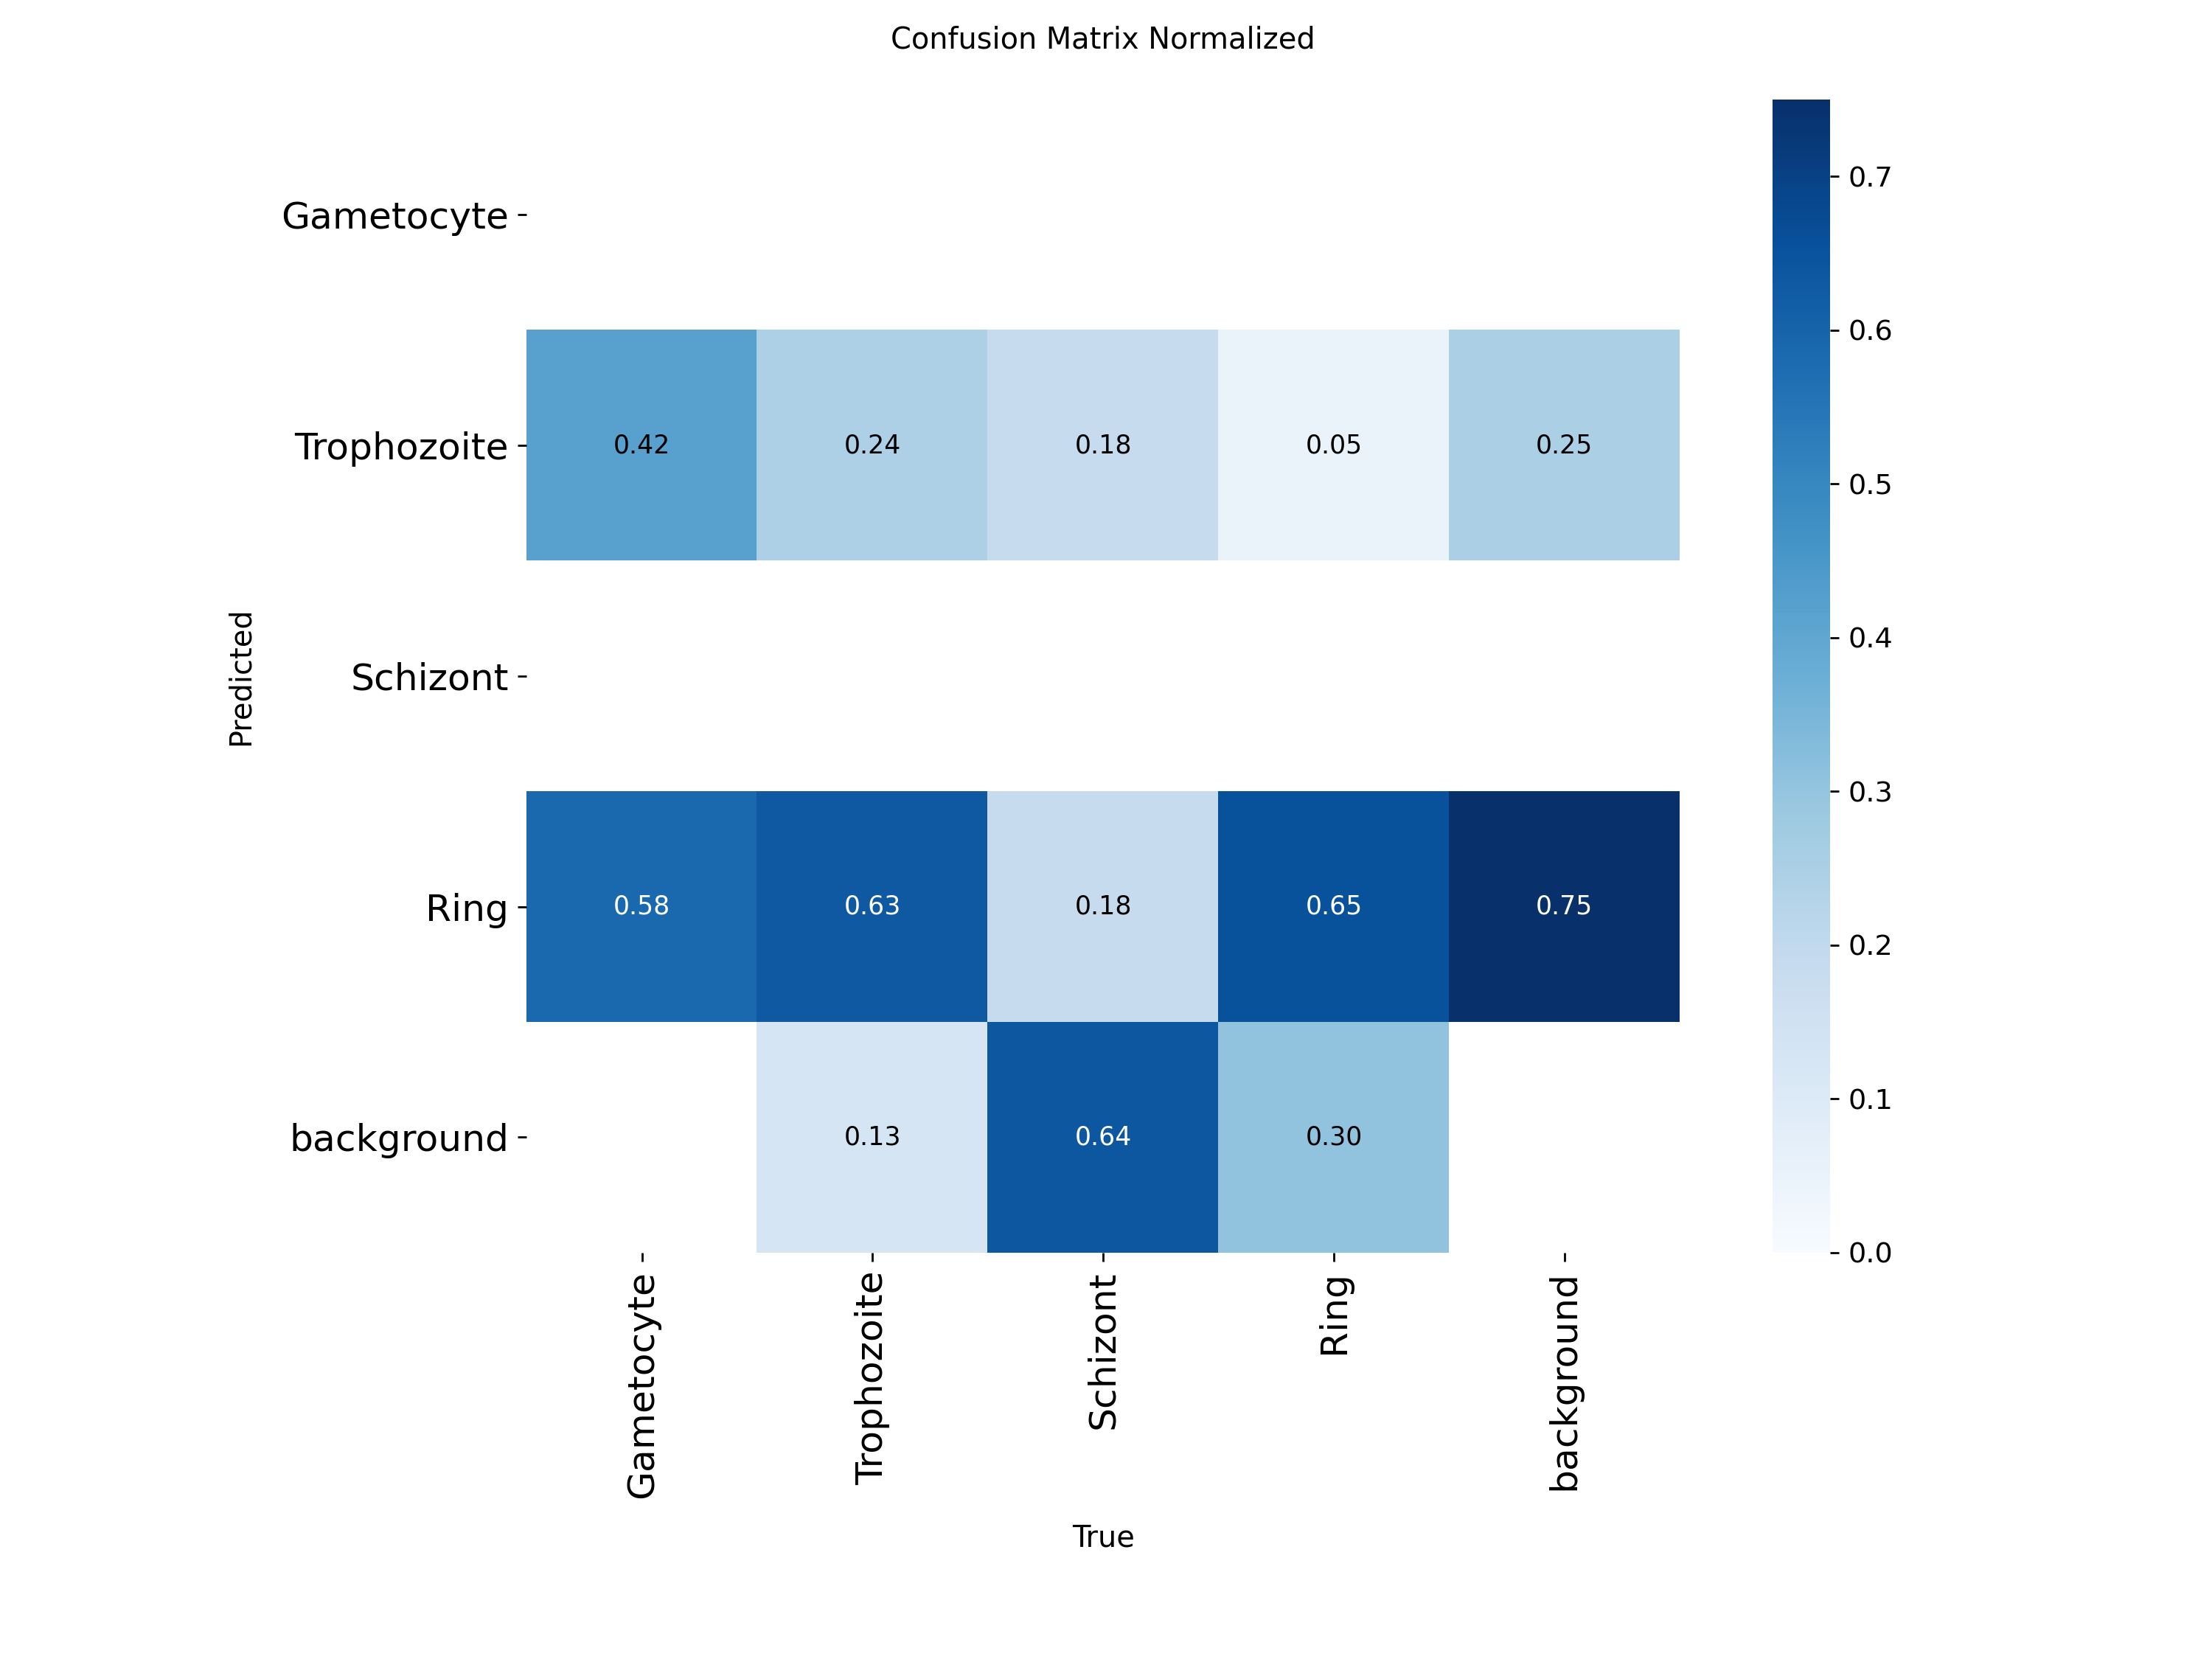 Confusion Matrix Normalized
Gametocyte
Trophozoite
0.42 0.24 0.18 0.05 0.25
Schizont
Ring
0.58 0.63 0.18 0.65 0.75
background
0.13 0.64 0.30
Predicted
Gametocyte
Trophozoite
Schizont
Ring
background
True
0.7
0.6
0.5
0.4
0.3
0.2
0.1
0.0